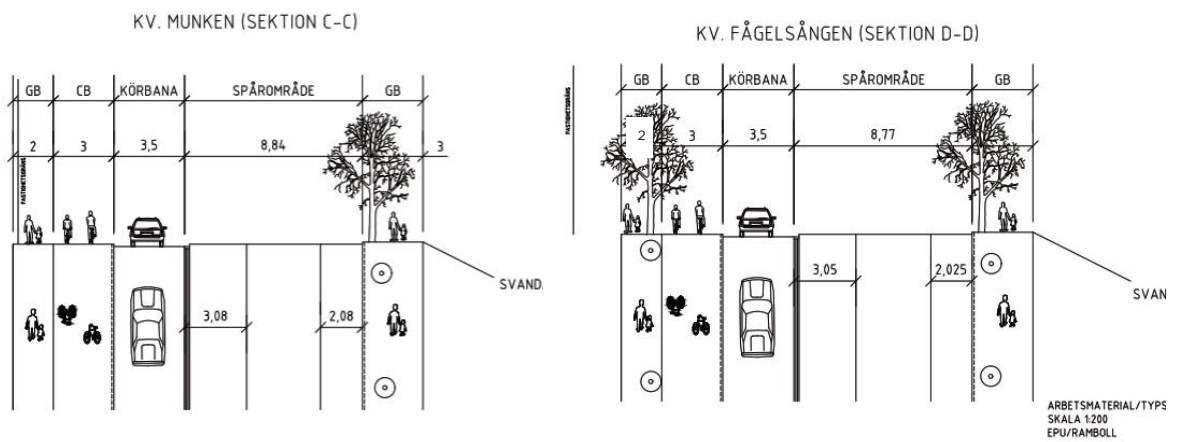 KV. MUNKEN (SEKTION C-C)
GB CB KÖRBANA SPÅROMRÅDE GB
2 3 3,5 8,84 3
FASTIGHETSGRÄNS
3,08 2,08
SVAND.
KV. FÅGELSÅNGEN (SEKTION D-D)
GB CB KÖRBANA SPÅROMRÅDE GB
FASTIGHETSGRÄNS
2 3 3,5 8,77
3,05 2,025
SVAN
ARBETSMATERIAL/TYPS
SKALA 1:200
EPU/RAMBOLL